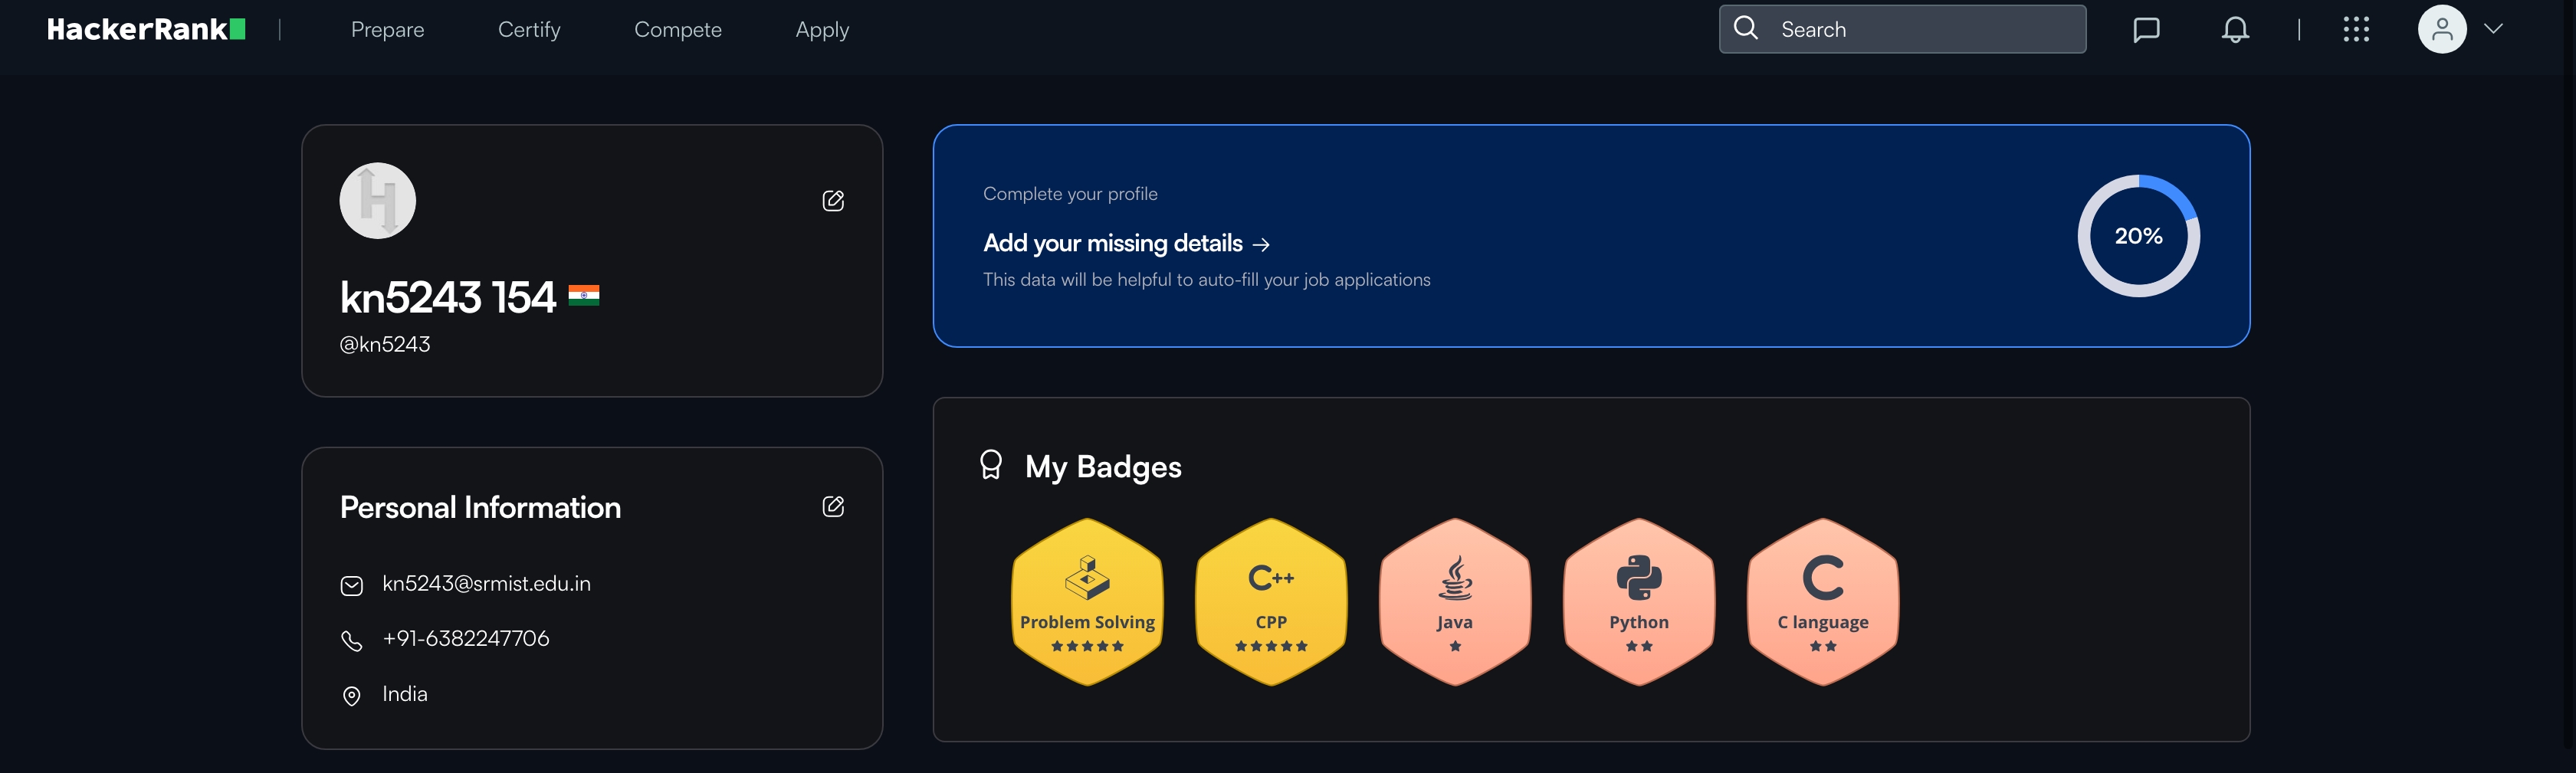 HackerRank
Prepare
Certify
Compete
Apply
Search
kn5243 154
@kn5243
Personal Information
kn5243@srmist.edu.in
+91-6382247706
India
Complete your profile
Add your missing details →
This data will be helpful to auto-fill your job applications
20%
My Badges
Problem Solving
C++
CPP
Java
Python
C
C language